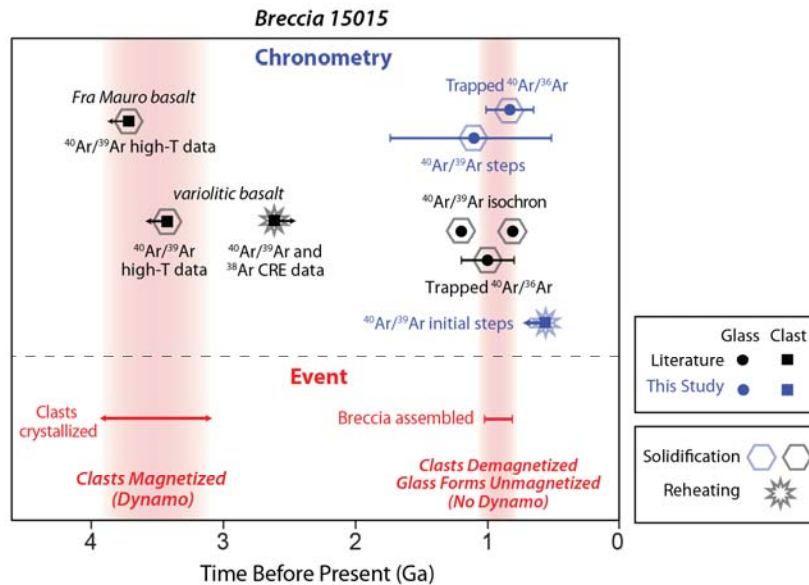 Breccia 15015
Chronometry
Trapped ⁴⁰Ar/³⁶Ar
Fra Mauro basalt
⁴⁰Ar/³⁹Ar high-T data
⁴⁰Ar/³⁹Ar steps
variolitic basalt
⁴⁰Ar/³⁹Ar isochron
⁴⁰Ar/³⁹Ar
high-T data
⁴⁰Ar/³⁹Ar and
³⁸Ar CRE data
Trapped ⁴⁰Ar/³⁶Ar
⁴⁰Ar/³⁹Ar initial steps
Event
Clasts
crystallized
Breccia assembled
Clasts Magnetized
(Dynamo)
Clasts Demagnetized
Glass Forms Unmagnetized
(No Dynamo)
4 3 2 1 0
Time Before Present (Ga)
Glass Clast
Literature
This Study
Solidification
Reheating